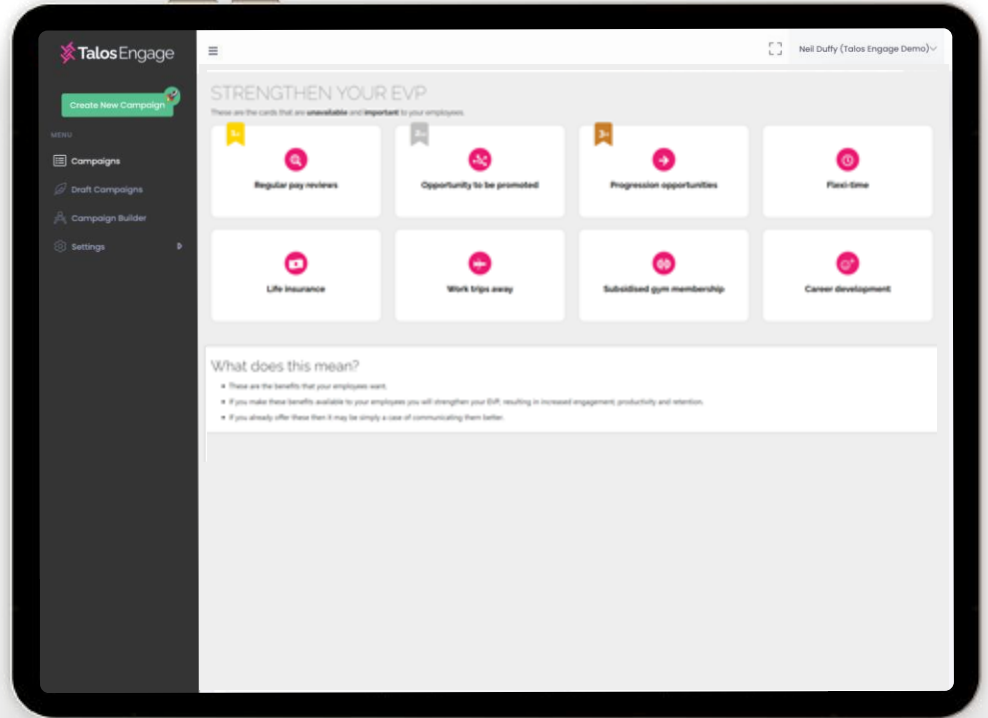 Talos Engage
Neil Duffy (Talos Engage Demo)
Create New Campaign
MENU
Campaigns
Draft Campaigns
Campaign Builder
Settings
STRENGTHEN YOUR EVP
These are the cards that are unavailable and important to your employees.
Regular pay reviews
Opportunity to be promoted
Progression opportunities
Flexi-time
Life insurance
Work trips away
Subsidised gym membership
Career development
What does this mean?
These are the benefits that your employees want.
If you make these benefits available to your employees you will strengthen your EVP, resulting in increased engagement, productivity and retention.
If you already offer these then it may be simply a case of communicating them better.